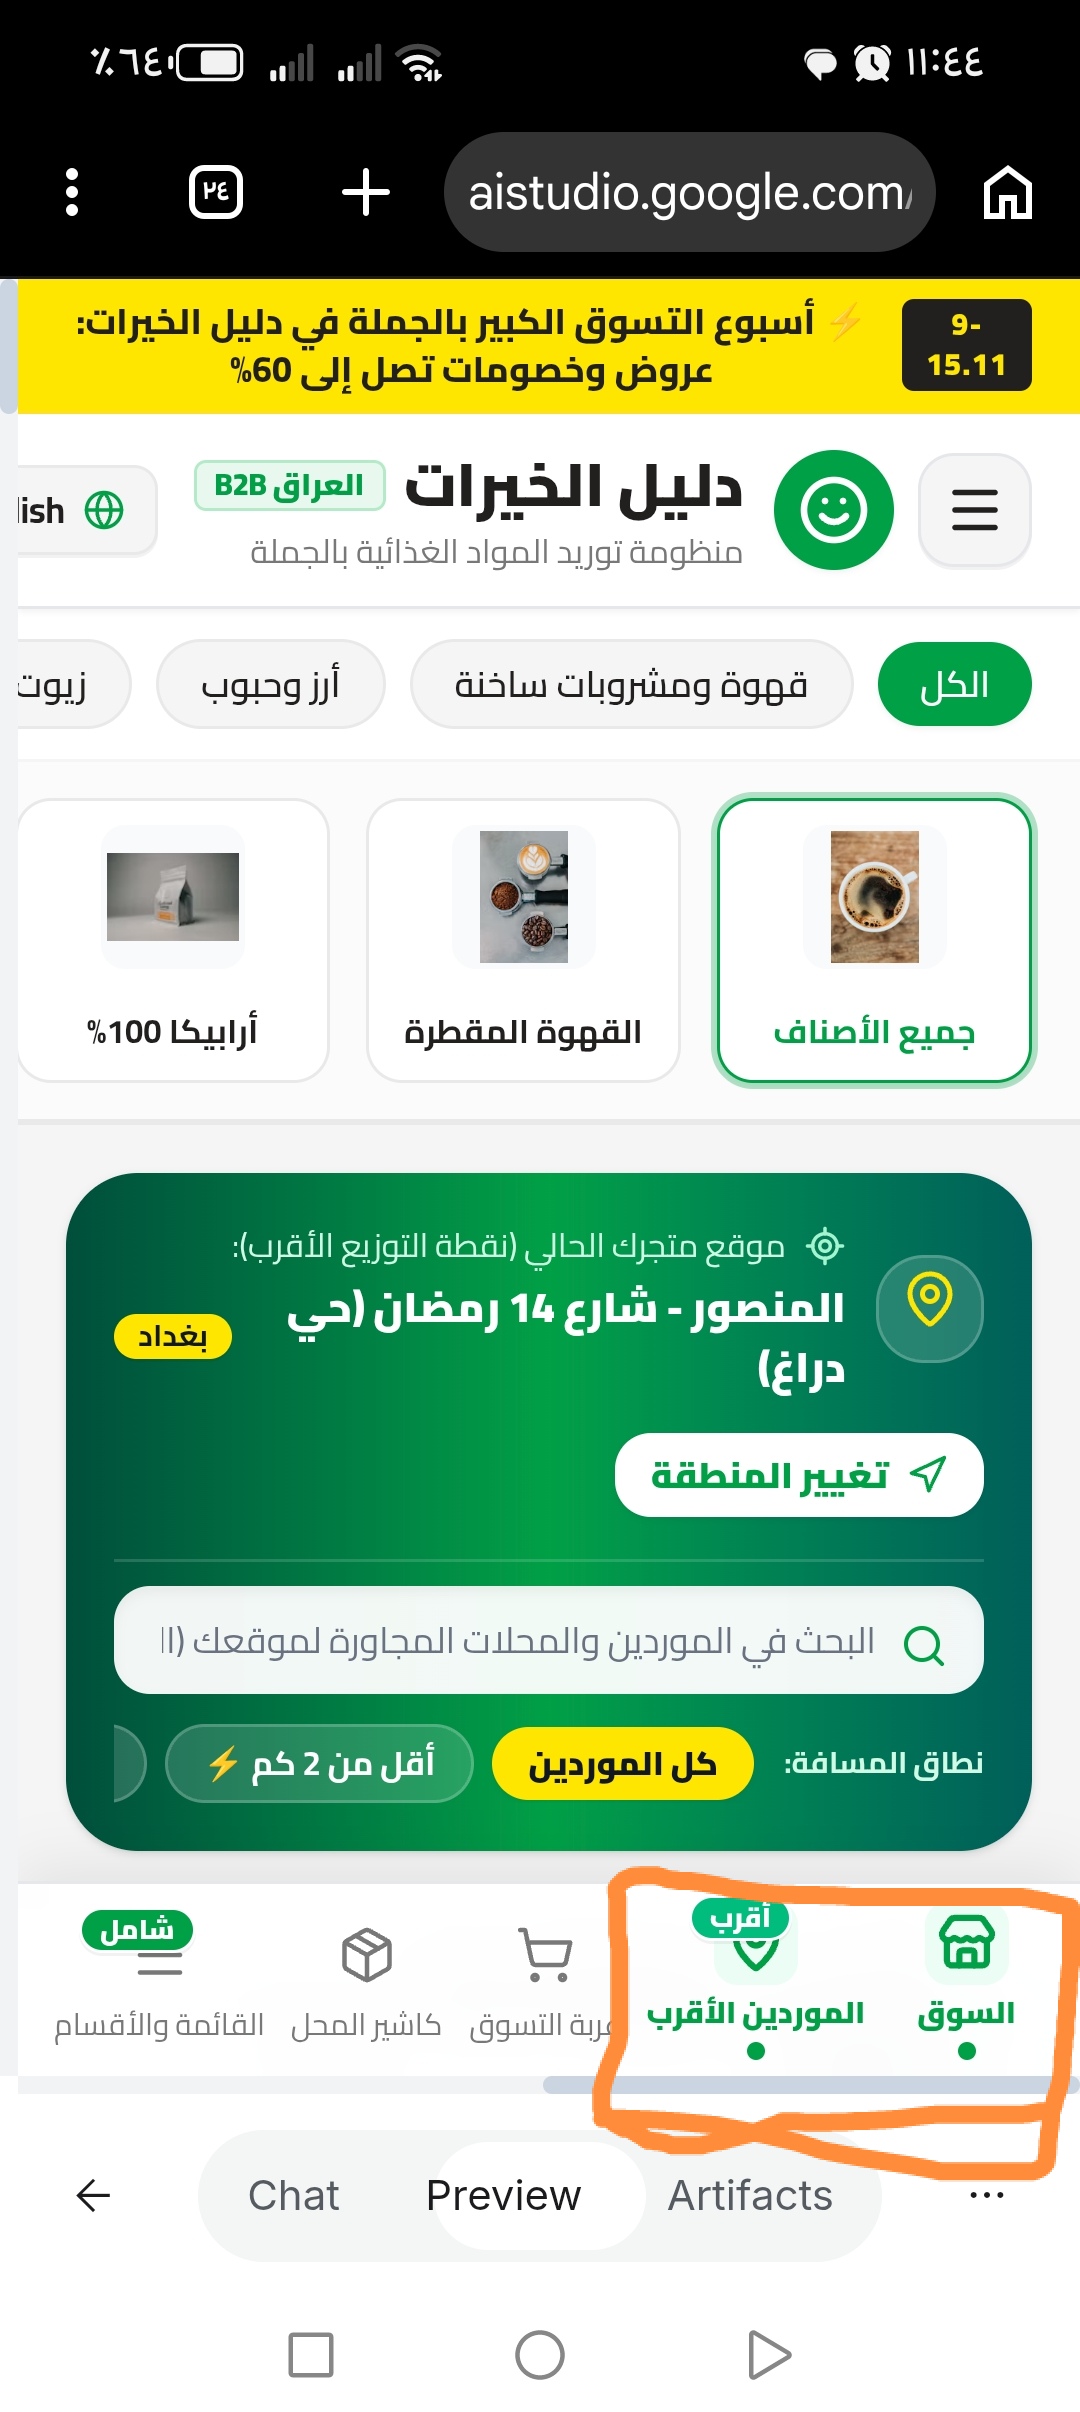 ٪٦٤
١١:٤٤
٢٤
aistudio.google.com/
⚡ أسبوع التسوق الكبير بالجملة في دليل الخيرات:
عروض وخصومات تصل إلى 60%
9-
15.11
دليل الخيرات
العراق B2B
lish
منظومة توريد المواد الغذائية بالجملة
الكل
قهوة ومشروبات ساخنة
أرز وحبوب
زيوت
جميع الأصناف
القهوة المقطرة
أرابيكا 100%
موقع متجرك الحالي (نقطة التوزيع الأقرب):
المنصور - شارع 14 رمضان (حي
دراغ)
بغداد
تغيير المنطقة
البحث في الموردين والمحلات المجاورة لموقعك (ال
نطاق المسافة:
كل الموردين
أقل من 2 كم ⚡
السوق
أقرب
الموردين الأقرب
عربة التسوق
كاشير المحل
شامل
القائمة والأقسام
Chat
Preview
Artifacts